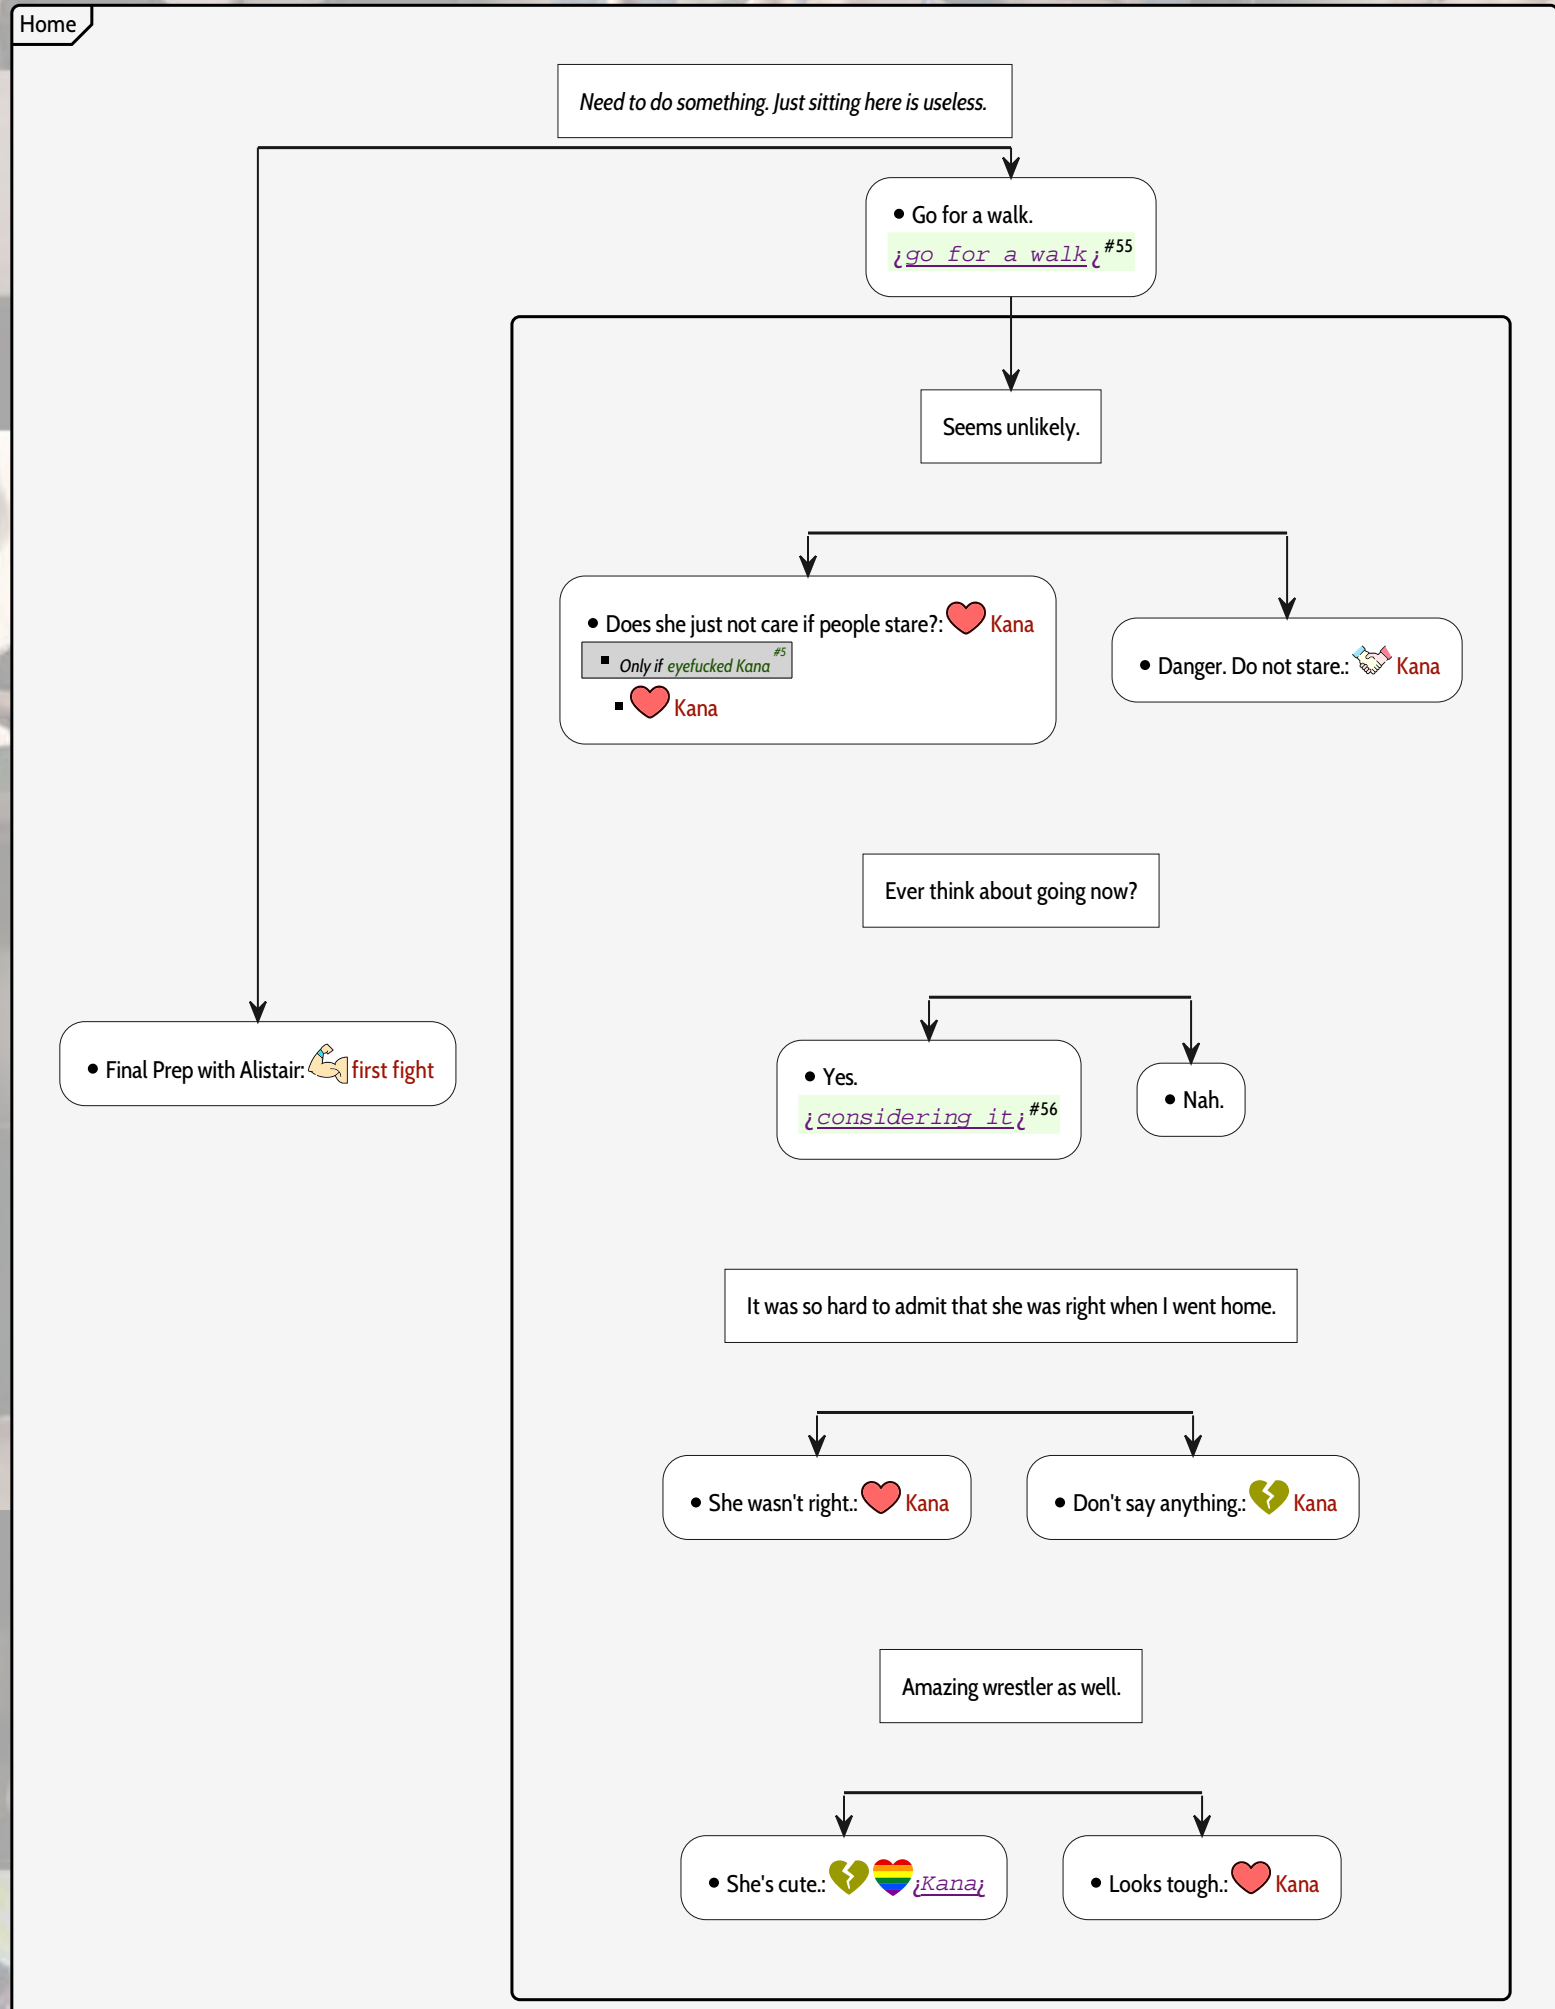 Home
Need to do something. Just sitting here is useless.
Go for a walk.
¿go for a walk¿#55
Seems unlikely.
Does she just not care if people stare?: Kana
Only if eyefucked Kana#5
Kana
Danger. Do not stare.: Kana
Ever think about going now?
Final Prep with Alistair: first fight
Yes.
¿considering it¿#56
Nah.
It was so hard to admit that she was right when I went home.
She wasn't right.: Kana
Don't say anything.: Kana
Amazing wrestler as well.
She's cute.: ¿Kana¿
Looks tough.: Kana